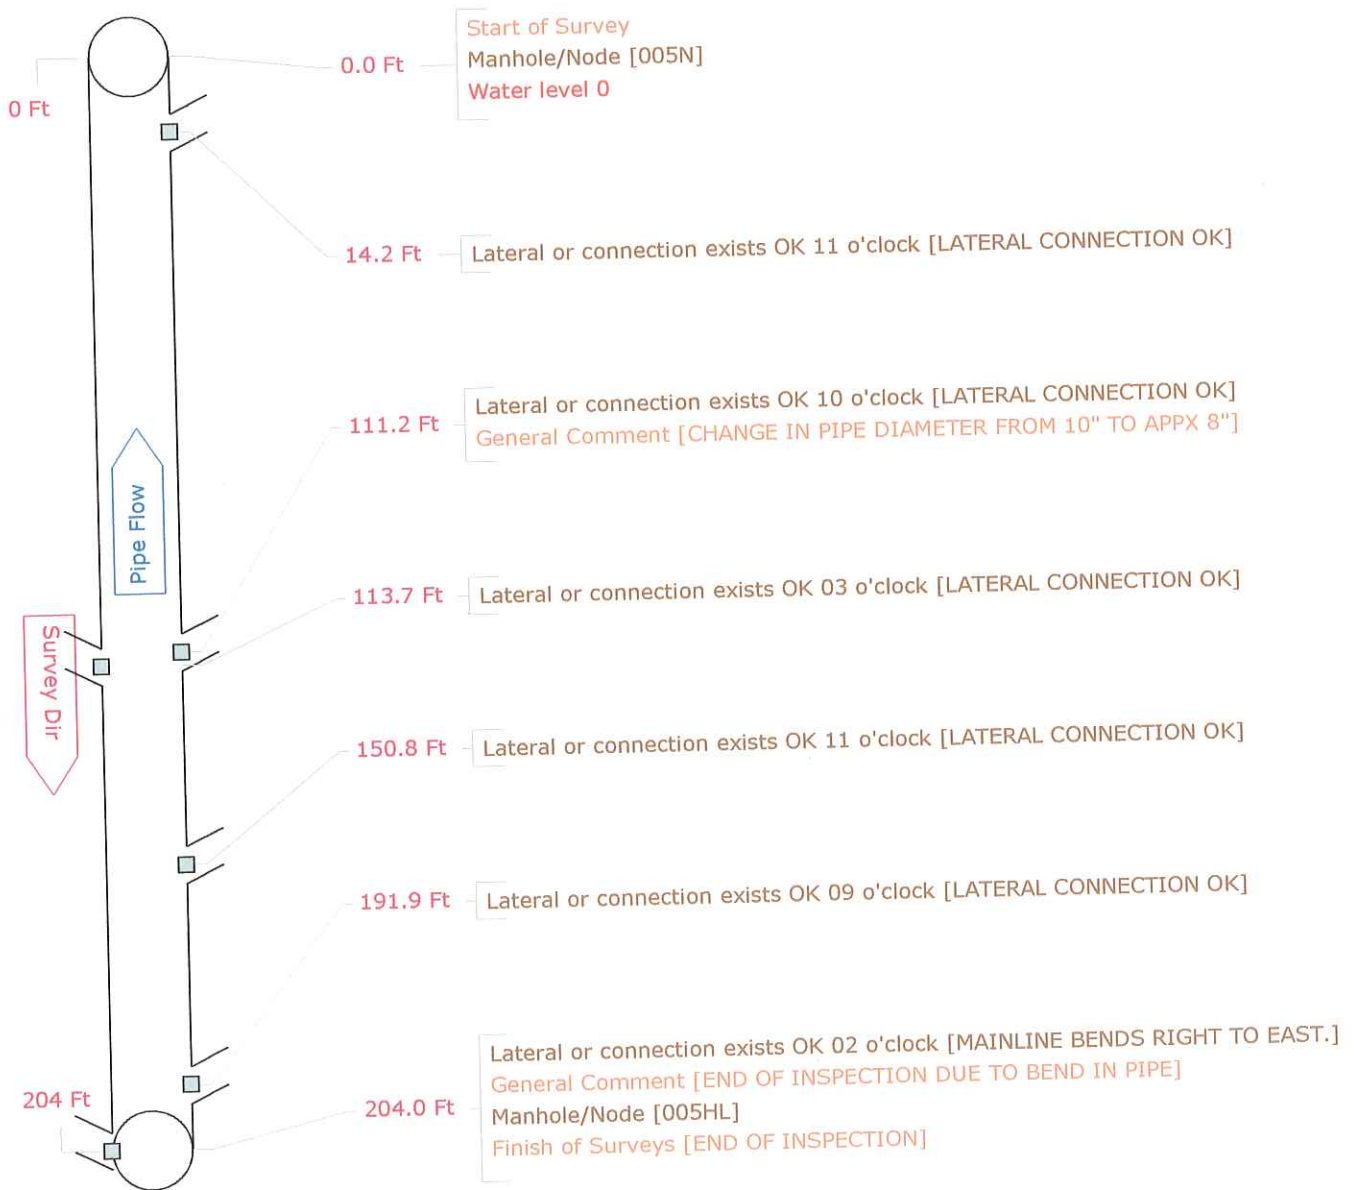 Start of Survey
0.0 Ft
Manhole/Node [005N]
Water level 0
0 Ft
14.2 Ft
Lateral or connection exists OK 11 o'clock [LATERAL CONNECTION OK]
111.2 Ft
Lateral or connection exists OK 10 o'clock [LATERAL CONNECTION OK]
General Comment [CHANGE IN PIPE DIAMETER FROM 10" TO APPX 8"]
Pipe Flow
113.7 Ft
Lateral or connection exists OK 03 o'clock [LATERAL CONNECTION OK]
Survey Dir
150.8 Ft
Lateral or connection exists OK 11 o'clock [LATERAL CONNECTION OK]
191.9 Ft
Lateral or connection exists OK 09 o'clock [LATERAL CONNECTION OK]
204 Ft
204.0 Ft
Lateral or connection exists OK 02 o'clock [MAINLINE BENDS RIGHT TO EAST.]
General Comment [END OF INSPECTION DUE TO BEND IN PIPE]
Manhole/Node [005HL]
Finish of Surveys [END OF INSPECTION]